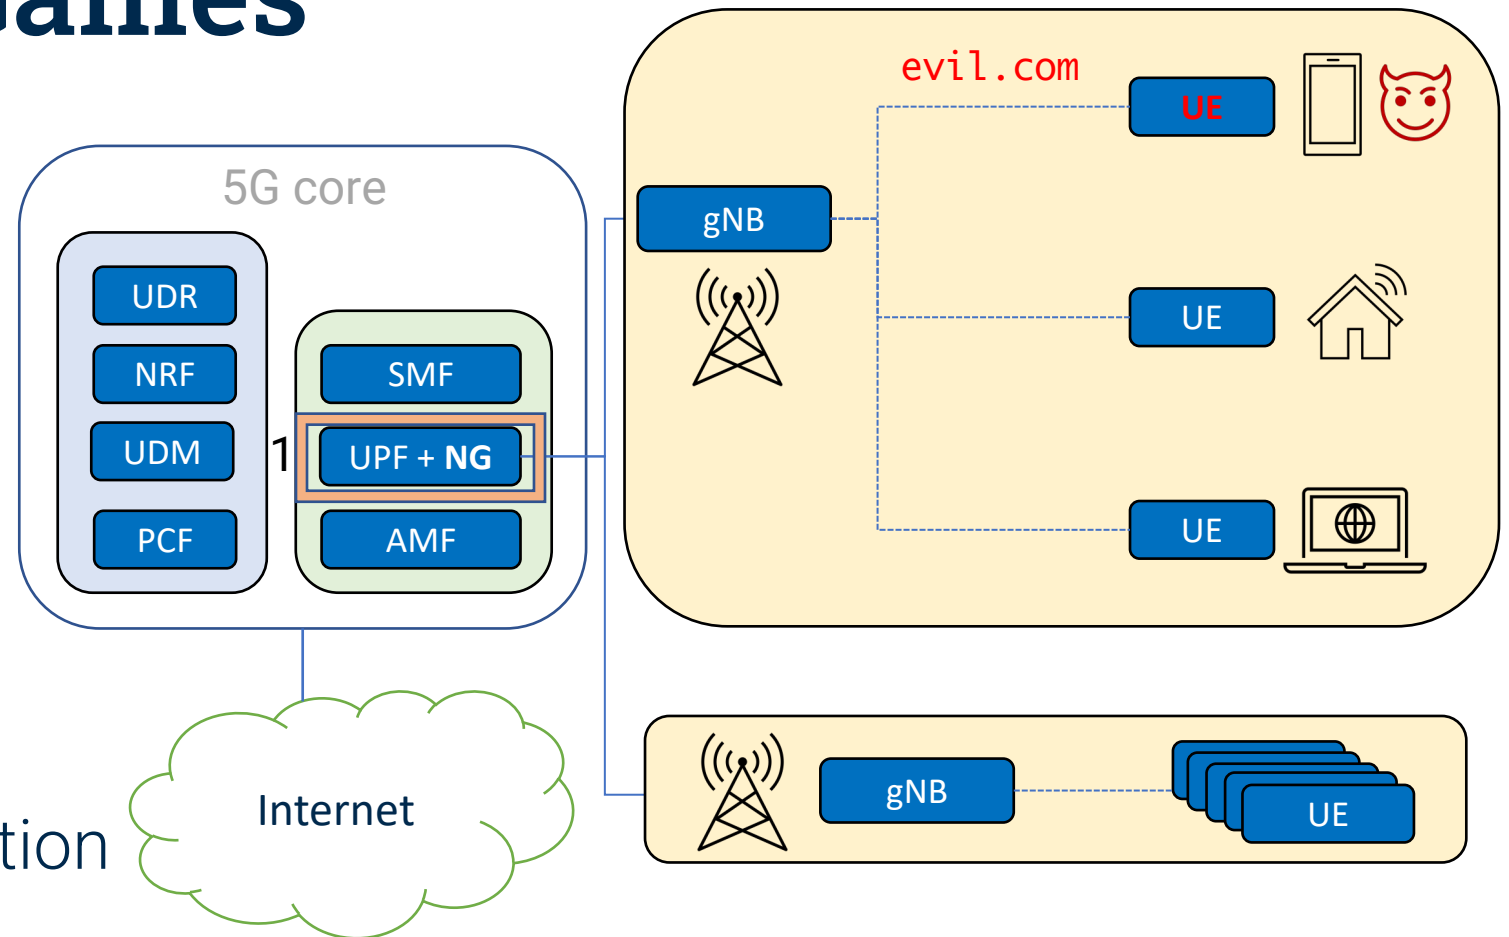 evil.com
UE
5G core
gNB
UDR
UE
NRF
SMF
UDM
1
UPF + NG
PCF
AMF
UE
Internet
gNB
UE